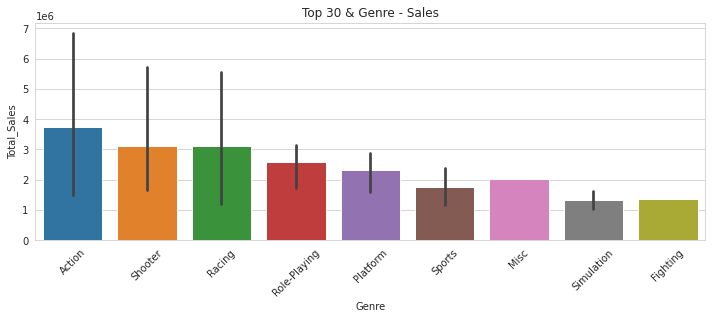 Top 30 & Genre - Sales
1e6
Total_Sales
7
6
5
4
3
2
1
0
Action
Shooter
Racing
Role-Playing
Platform
Sports
Misc
Simulation
Fighting
Genre